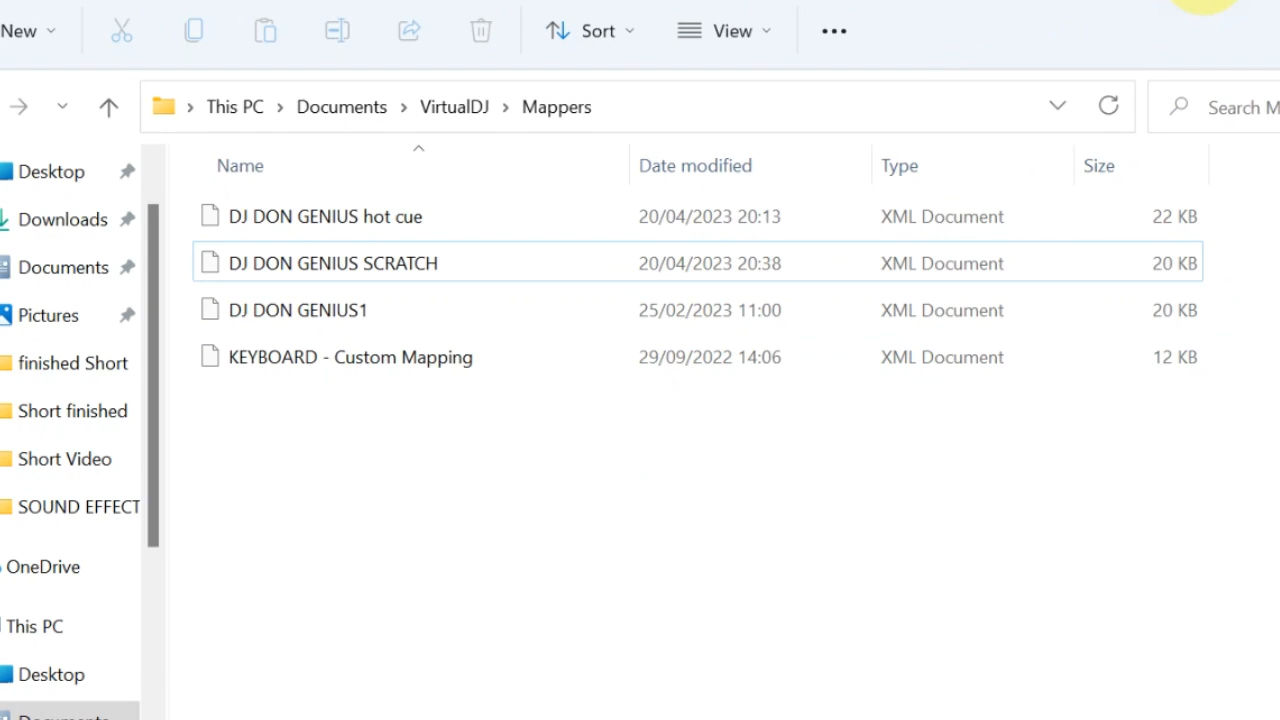 New
Sort
View
This PC > Documents > VirtualDJ > Mappers
Search M
Name Date modified Type Size
DJ DON GENIUS hot cue 20/04/2023 20:13 XML Document 22 KB
DJ DON GENIUS SCRATCH 20/04/2023 20:38 XML Document 20 KB
DJ DON GENIUS1 25/02/2023 11:00 XML Document 20 KB
KEYBOARD - Custom Mapping 29/09/2022 14:06 XML Document 12 KB
Desktop
Downloads
Documents
Pictures
finished Short
Short finished
Short Video
SOUND EFFECT
OneDrive
This PC
Desktop
Documents